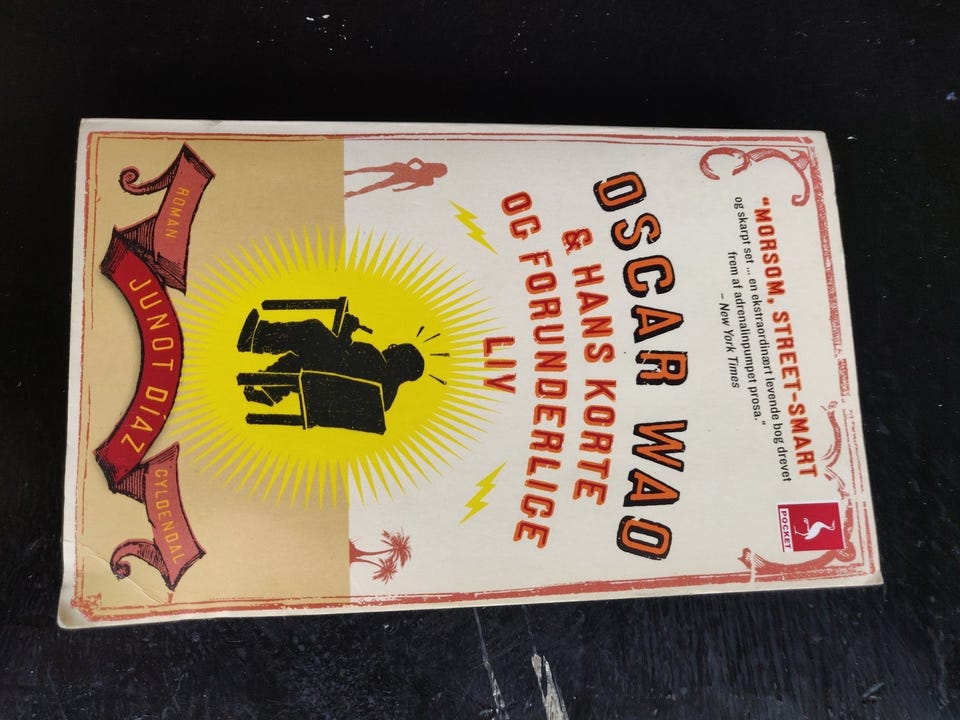 “MORSOM, STREET-SMART
og skarpt set ... en ekstraordinært levende bog drevet
frem af adrenalinpumpet prosa.”
– New York Times
POCKET
OSCAR WAO
& HANS KORTE
OG FORUNDERLIGE
LIV
ROMAN
JUNOT DÍAZ
GYLDENDAL